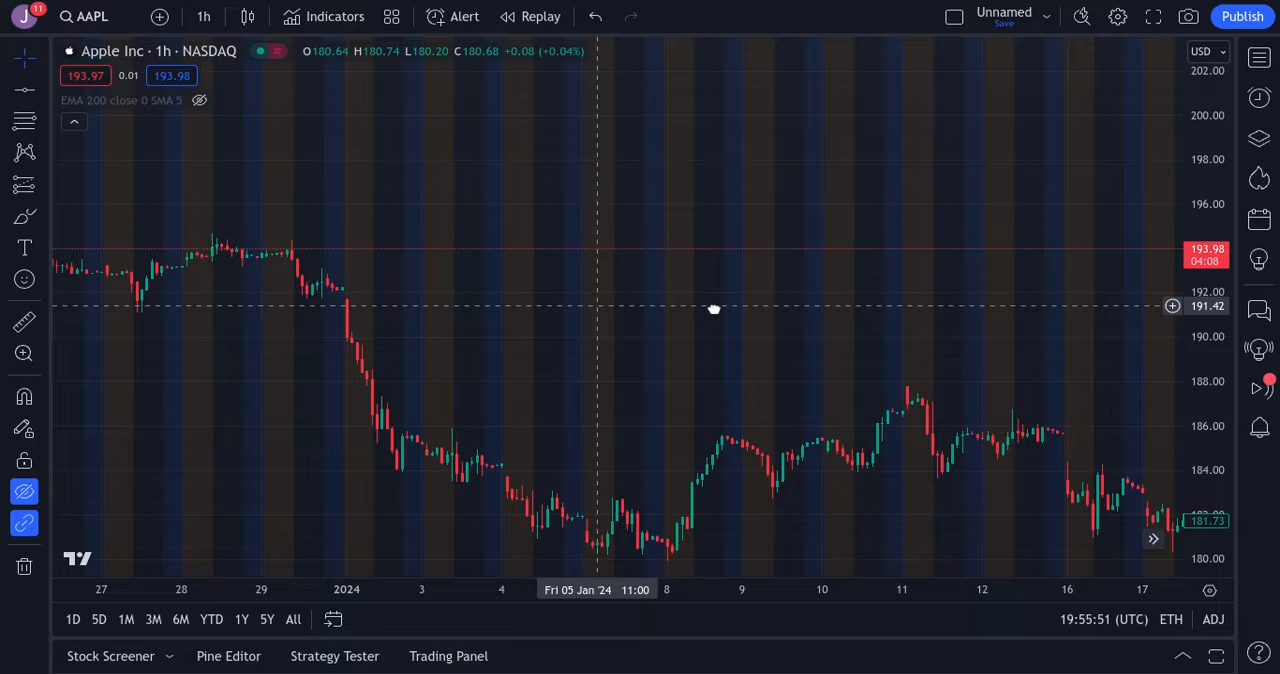 J 11 AAPL 1h Indicators Alert Replay Unnamed Save Publish
Apple Inc · 1h · NASDAQ O180.64 H180.74 L180.20 C180.68 +0.08 (+0.04%) USD
193.97 0.01 193.98
EMA 200 close 0 SMA 5
202.00
200.00
198.00
196.00
193.98
04:08
192.00
191.42
190.00
188.00
186.00
184.00
181.73
180.00
27 28 29 2024 3 4 Fri 05 Jan '24 11:00 8 9 10 11 12 16 17
1D 5D 1M 3M 6M YTD 1Y 5Y All 19:55:51 (UTC) ETH ADJ
Stock Screener Pine Editor Strategy Tester Trading Panel